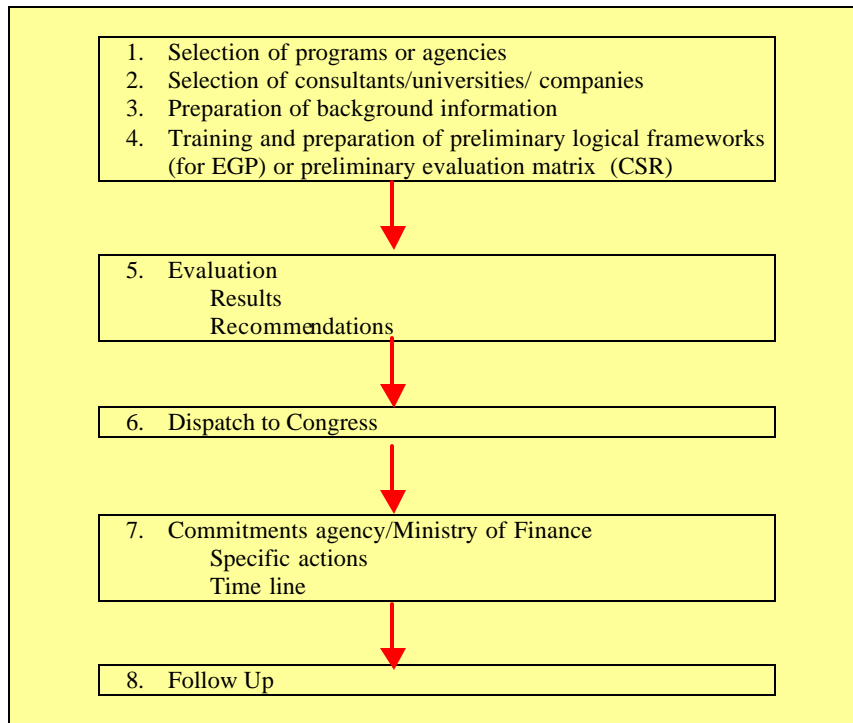 1. Selection of programs or agencies
2. Selection of consultants/universities/ companies
3. Preparation of background information
4. Training and preparation of preliminary logical frameworks
(for EGP) or preliminary evaluation matrix (CSR)
5. Evaluation
Results
Recommendations
6. Dispatch to Congress
7. Commitments agency/Ministry of Finance
Specific actions
Time line
8. Follow Up